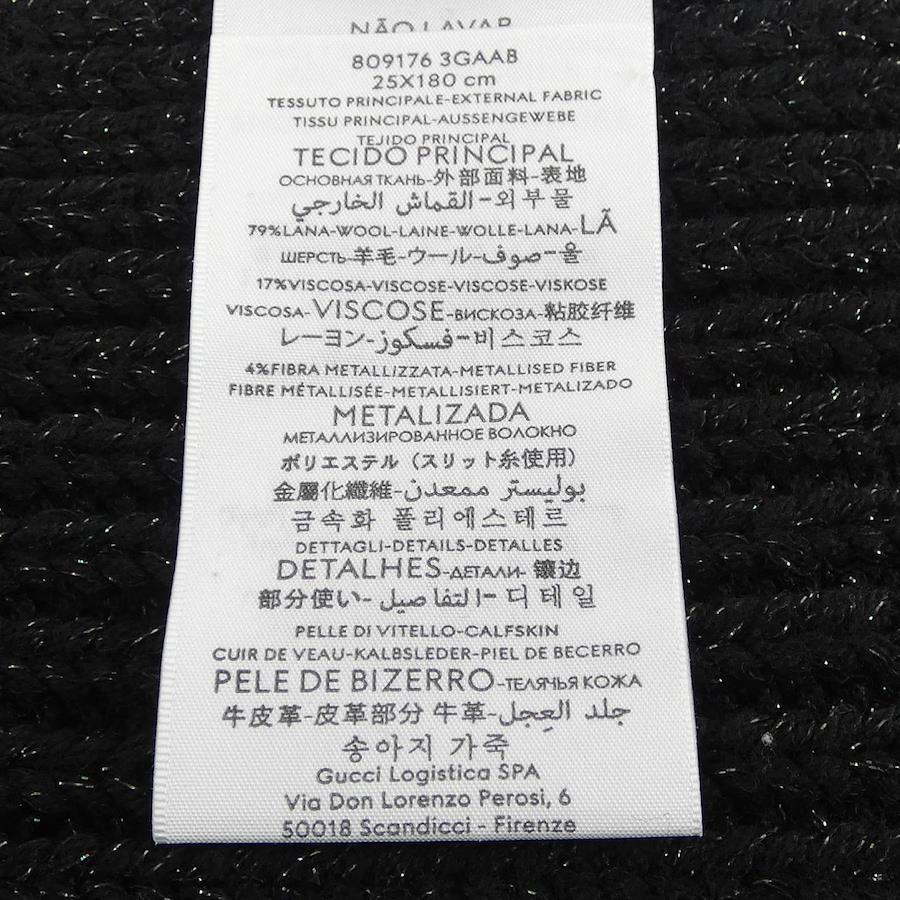 NÃO LAVAR
809176 3GAAB
25X180 cm
TESSUTO PRINCIPALE-EXTERNAL FABRIC
TISSU PRINCIPAL-AUSSENGEWEBE
TEJIDO PRINCIPAL
TECIDO PRINCIPAL
ОСНОВНАЯ ТКАНЬ-外部面料-表地
القماش الخارجي-외부물
79%LANA-WOOL-LAINE-WOLLE-LANA-LÃ
ШЕРСТЬ-羊毛-ウール-صوف-울
17%VISCOSA-VISCOSE-VISCOSE-VISKOSE
VISCOSA-VISCOSE-ВИСКОЗА-粘胶纤维
レーヨン-فسكوز-비스코스
4%FIBRA METALLIZZATA-METALLISED FIBER
FIBRE MÉTALLISÉE-METALLISIERT-METALIZADO
METALIZADA
МЕТАЛЛИЗИРОВАННОЕ ВОЛОКНО
ポリエステル（スリット糸使用）
金屬化纖維-بوليستر ممعدن
금속화 폴리에스테르
DETTAGLI-DETAILS-DETALLES
DETALHES-ДЕТАЛИ- 镶边
部分使い-التفاصيل-디테일
PELLE DI VITELLO-CALFSKIN
CUIR DE VEAU-KALBSLEDER-PIEL DE BECERRO
PELE DE BIZERRO-ТЕЛЯЧЬЯ КОЖА
牛皮革-皮革部分 牛革-جلد العِجل
송아지 가죽
Gucci Logistica SPA
Via Don Lorenzo Perosi, 6
50018 Scandicci - Firenze